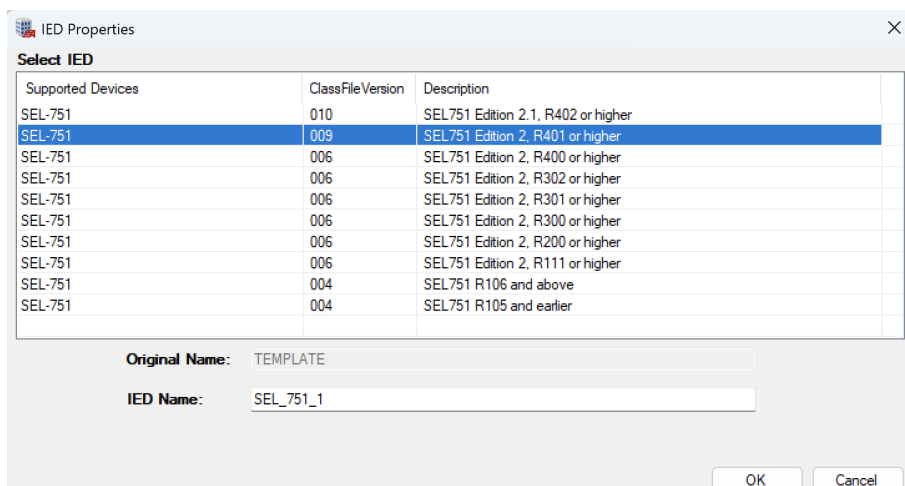 IED Properties
Select IED
Supported Devices ClassFileVersion Description
SEL-751 010 SEL751 Edition 2.1, R402 or higher
SEL-751 009 SEL751 Edition 2, R401 or higher
SEL-751 006 SEL751 Edition 2, R400 or higher
SEL-751 006 SEL751 Edition 2, R302 or higher
SEL-751 006 SEL751 Edition 2, R301 or higher
SEL-751 006 SEL751 Edition 2, R300 or higher
SEL-751 006 SEL751 Edition 2, R200 or higher
SEL-751 006 SEL751 Edition 2, R111 or higher
SEL-751 004 SEL751 R106 and above
SEL-751 004 SEL751 R105 and earlier
Original Name: TEMPLATE
IED Name: SEL_751_1
OK Cancel